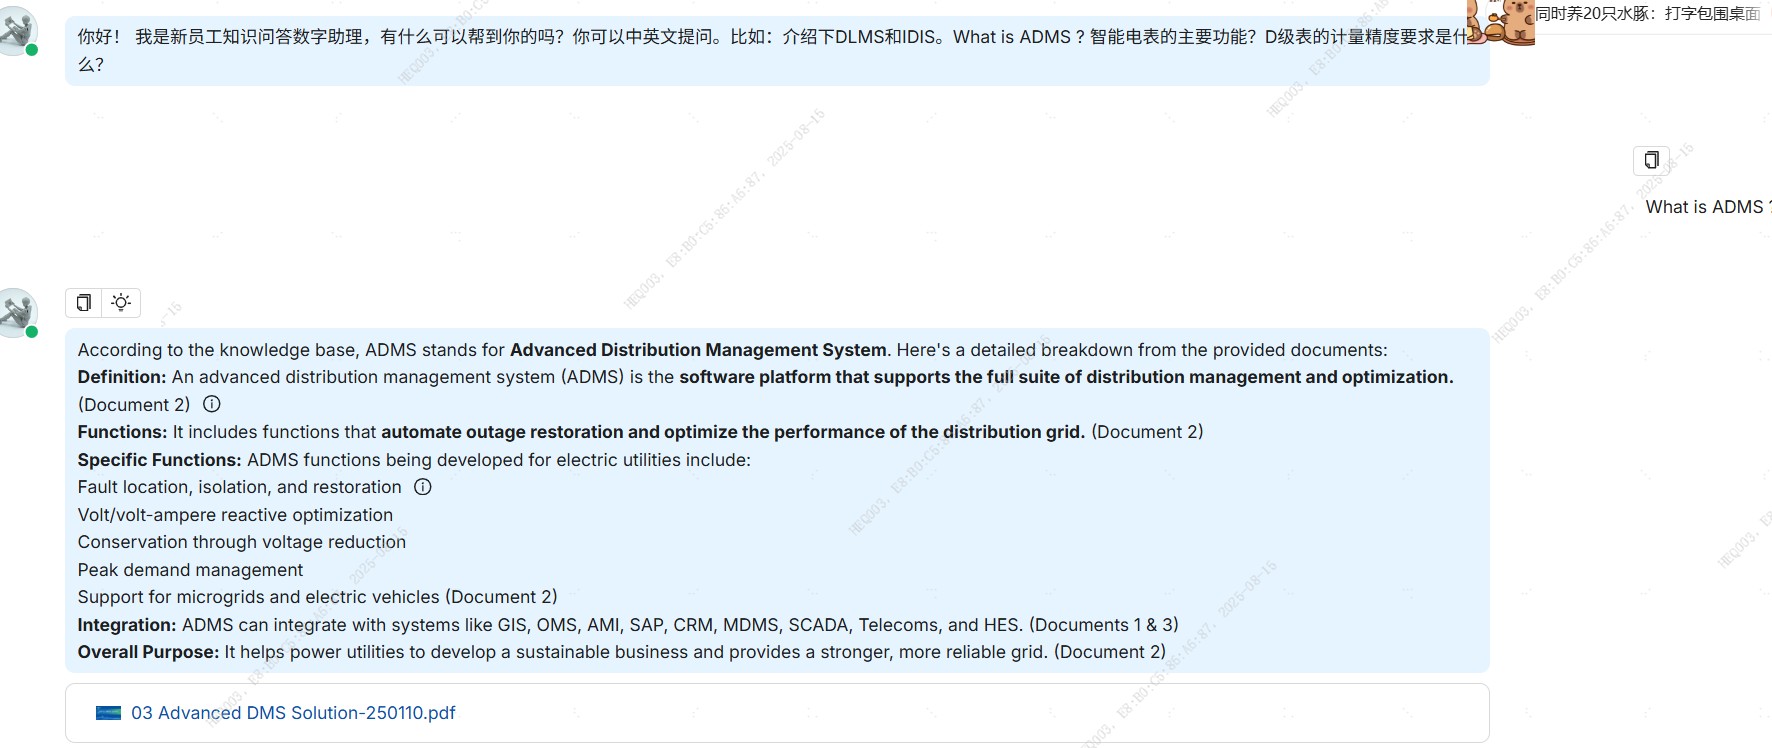 你好！ 我是新员工知识问答数字助理，有什么可以帮到你的吗？你可以中英文提问。比如：介绍下DLMS和IDIS。What is ADMS？智能电表的主要功能？D级表的计量精度要求是什
么？
同时养20只水豚：打字包围桌面
What is ADMS？
According to the knowledge base, ADMS stands for Advanced Distribution Management System. Here's a detailed breakdown from the provided documents:
Definition: An advanced distribution management system (ADMS) is the software platform that supports the full suite of distribution management and optimization.
(Document 2)
Functions: It includes functions that automate outage restoration and optimize the performance of the distribution grid. (Document 2)
Specific Functions: ADMS functions being developed for electric utilities include:
Fault location, isolation, and restoration
Volt/volt-ampere reactive optimization
Conservation through voltage reduction
Peak demand management
Support for microgrids and electric vehicles (Document 2)
Integration: ADMS can integrate with systems like GIS, OMS, AMI, SAP, CRM, MDMS, SCADA, Telecoms, and HES. (Documents 1 & 3)
Overall Purpose: It helps power utilities to develop a sustainable business and provides a stronger, more reliable grid. (Document 2)
03 Advanced DMS Solution-250110.pdf